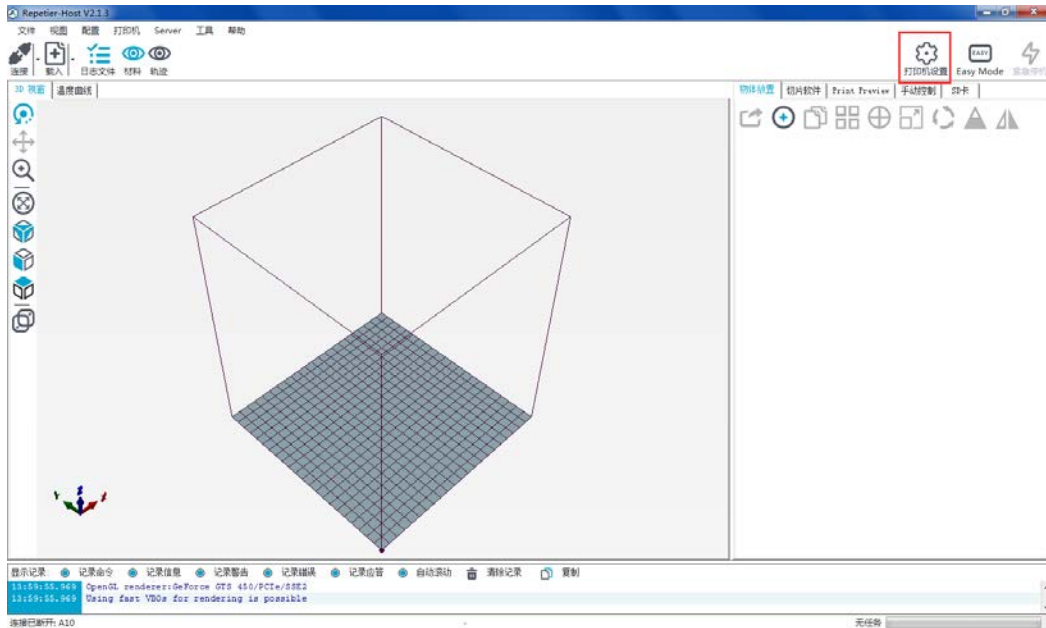 Repetier-Host V2.1.3
文件 视图 配置 打印机 Server 工具 帮助
连接 载入 日志文件 材料 轨迹 打印机设置 EASY Easy Mode 紧急停机
3D 视窗 温度曲线 物体放置 切片软件 Print Preview 手动控制 SD卡
显示记录 记录命令 记录信息 记录警告 记录错误 记录应答 自动滚动 清除记录 复制
13:59:55.969 OpenGL renderer:GeForce GTS 450/PCIe/SSE2
13:59:55.969 Using fast VBOs for rendering is possible
连接已断开: A10 - 无任务